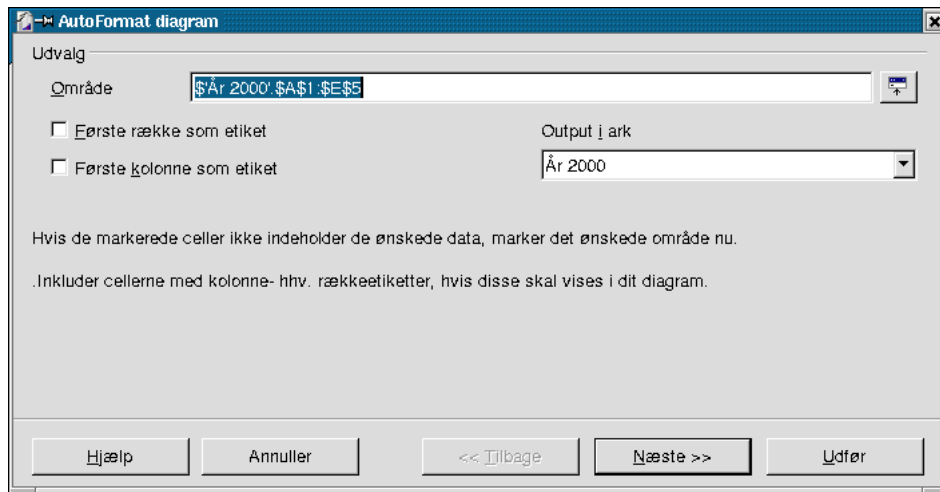 AutoFormat diagram
Udvalg
Område
$'År 2000'.$A$1:$E$5
Første række som etiket
Output i ark
Første kolonne som etiket
År 2000
Hvis de markerede celler ikke indeholder de ønskede data, marker det ønskede område nu.
.Inkluder cellerne med kolonne- hhv. rækkeetiketter, hvis disse skal vises i dit diagram.
Hjælp
Annuller
<< Tilbage
Næste >>
Udfør